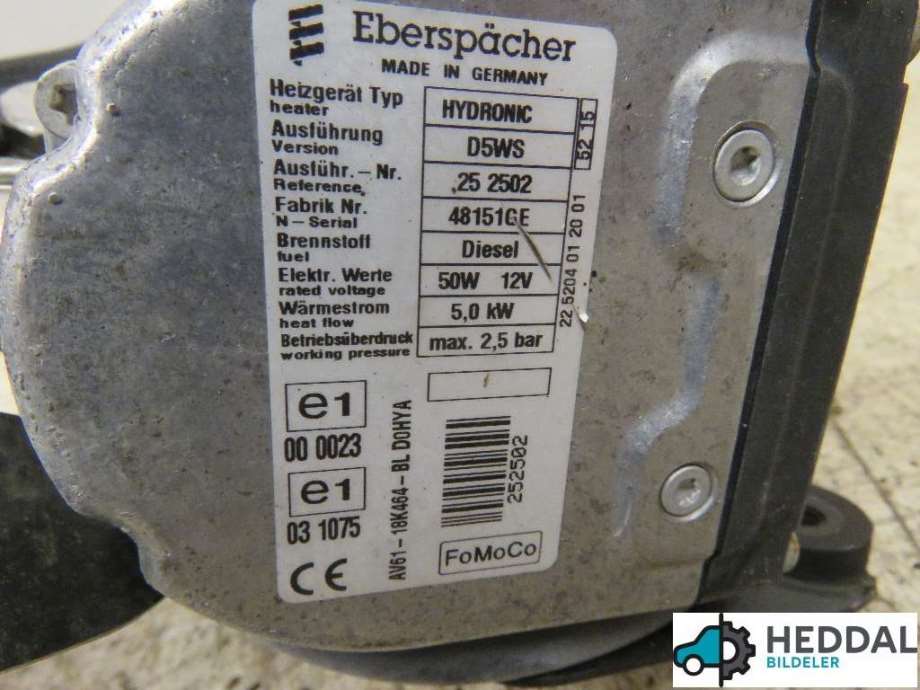 Eberspächer
MADE IN GERMANY
Heizgerät Typ HYDRONIC
heater
Ausführung D5WS
Version
Ausführ.-Nr. ,25 2502
Reference
Fabrik Nr. 48151GE
N-Serial
Brennstoff Diesel
fuel
Elektr. Werte 50W 12V
rated voltage
Wärmestrom 5,0 kW
heat flow
Betriebsüberdruck max. 2,5 bar
working pressure
52 15
22 5204 01 2001
e1
00 0023
e1
03 1075
CE
AV61-18K464-BL D0HYA
252502
FoMoCo
HEDDAL
BILDELER